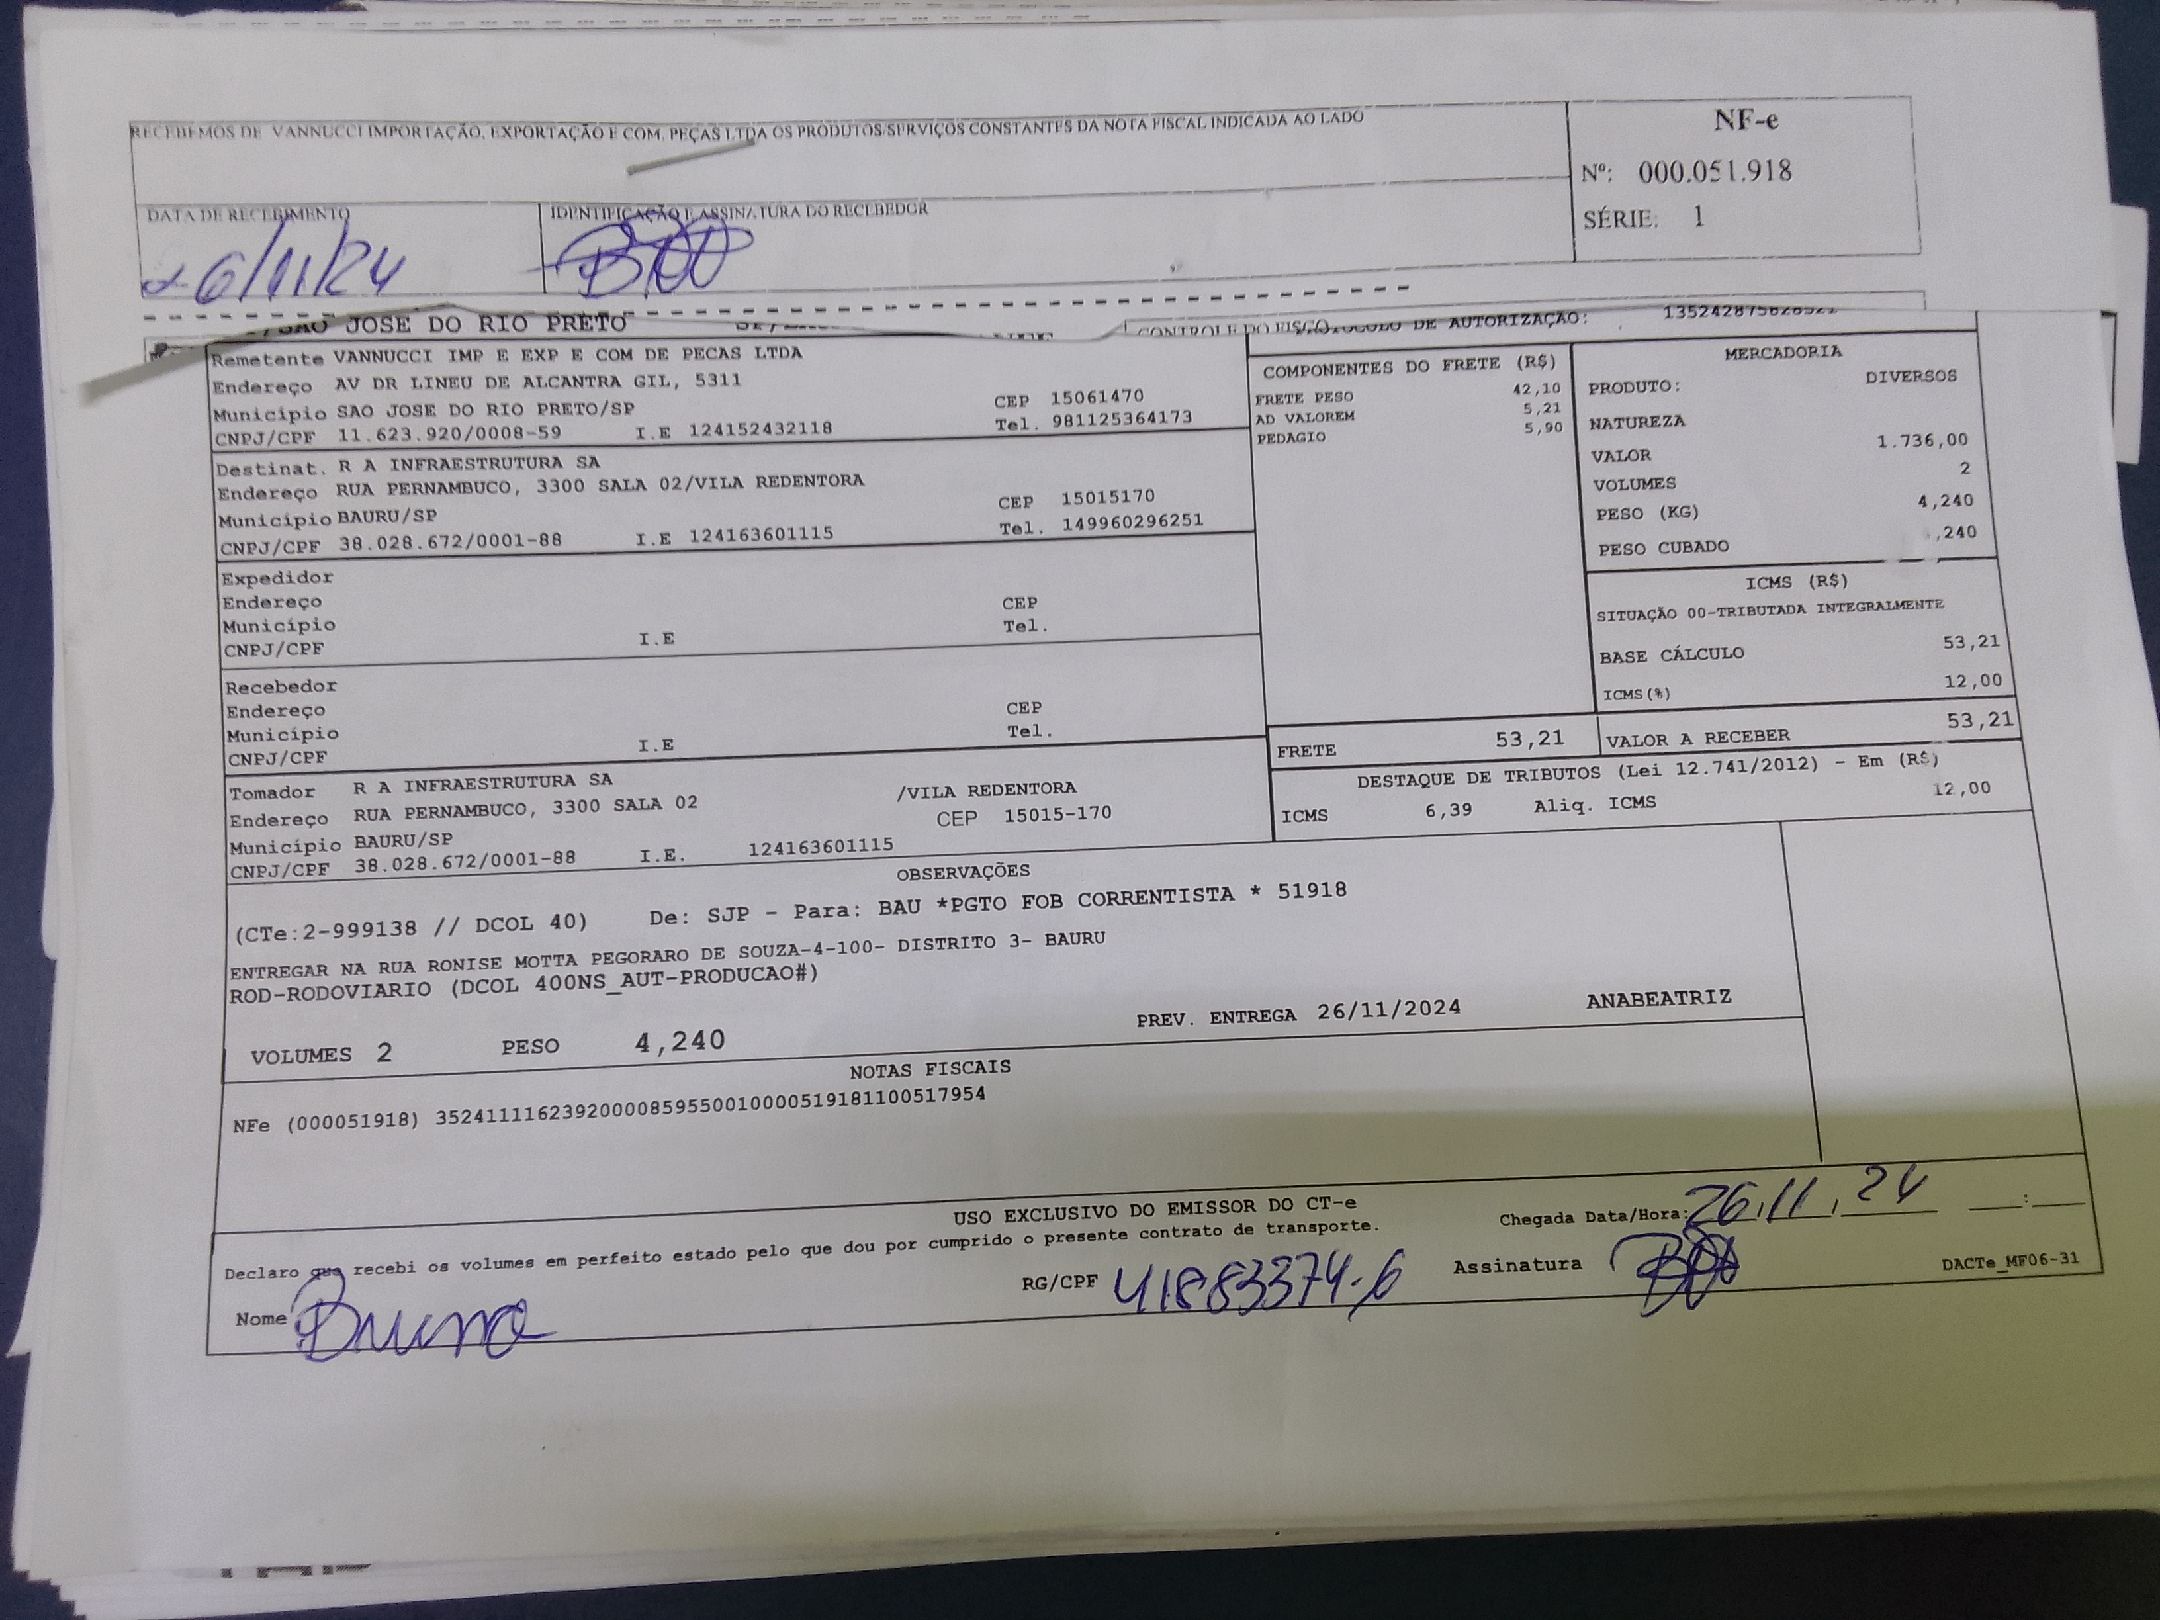 RECEBEMOS DE VANNUCCI IMPORTAÇÃO, EXPORTAÇÃO E COM. PEÇAS LTDA OS PRODUTOS/SERVIÇOS CONSTANTES DA NOTA FISCAL INDICADA AO LADO
NF-e
Nº: 000.051.918
SÉRIE: 1
DATA DE RECEBIMENTO
IDENTIFICAÇÃO E ASSINATURA DO RECEBEDOR
26/11/24
SAO JOSE DO RIO PRETO
CONTROLE DO FISCO
PROTOCOLO DE AUTORIZAÇÃO:
Remetente VANNUCCI IMP E EXP E COM DE PECAS LTDA
Endereço AV DR LINEU DE ALCANTRA GIL, 5311
Município SAO JOSE DO RIO PRETO/SP CEP 15061470
CNPJ/CPF 11.623.920/0008-59 I.E 124152432118 Tel. 981125364173
Destinat. R A INFRAESTRUTURA SA
Endereço RUA PERNAMBUCO, 3300 SALA 02/VILA REDENTORA
Município BAURU/SP CEP 15015170
CNPJ/CPF 38.028.672/0001-88 I.E 124163601115 Tel. 149960296251
Expedidor
Endereço
Município CEP
CNPJ/CPF I.E Tel.
Recebedor
Endereço
Município CEP
CNPJ/CPF I.E Tel.
Tomador R A INFRAESTRUTURA SA
Endereço RUA PERNAMBUCO, 3300 SALA 02 /VILA REDENTORA
Município BAURU/SP CEP 15015-170
CNPJ/CPF 38.028.672/0001-88 I.E. 124163601115
COMPONENTES DO FRETE (R$)
FRETE PESO 42,10
AD VALOREM 5,21
PEDAGIO 5,90
MERCADORIA
PRODUTO: DIVERSOS
NATUREZA
VALOR 1.736,00
VOLUMES 2
PESO (KG) 4,240
PESO CUBADO ,240
ICMS (R$)
SITUAÇÃO 00-TRIBUTADA INTEGRALMENTE
BASE CÁLCULO 53,21
ICMS(%) 12,00
FRETE 53,21 VALOR A RECEBER 53,21
DESTAQUE DE TRIBUTOS (Lei 12.741/2012) - Em (R$)
ICMS 6,39 Aliq. ICMS 12,00
OBSERVAÇÕES
(CTe:2-999138 // DCOL 40) De: SJP - Para: BAU *PGTO FOB CORRENTISTA * 51918
ENTREGAR NA RUA RONISE MOTTA PEGORARO DE SOUZA-4-100- DISTRITO 3- BAURU
ROD-RODOVIARIO (DCOL 400NS_AUT-PRODUCAO#)
VOLUMES 2 PESO 4,240 PREV. ENTREGA 26/11/2024 ANABEATRIZ
NOTAS FISCAIS
NFe (000051918) 35241111623920000859550010000519181100517954
USO EXCLUSIVO DO EMISSOR DO CT-e
Declaro que recebi os volumes em perfeito estado pelo que dou por cumprido o presente contrato de transporte.
Chegada Data/Hora: 26,11,24 :
Nome Bruno RG/CPF 41883374-6 Assinatura DACTe_MF06-31